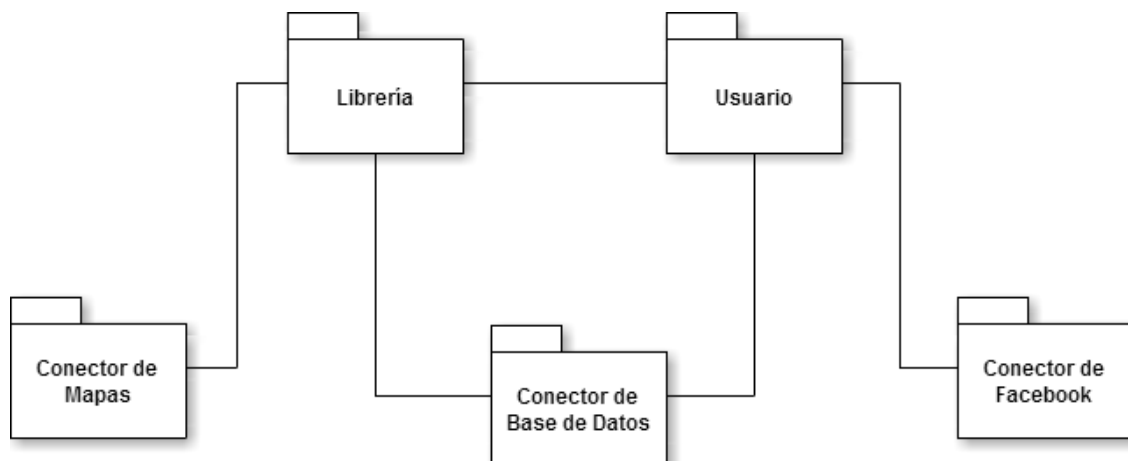 Librería
Usuario
Conector de
Mapas
Conector de
Base de Datos
Conector de
Facebook